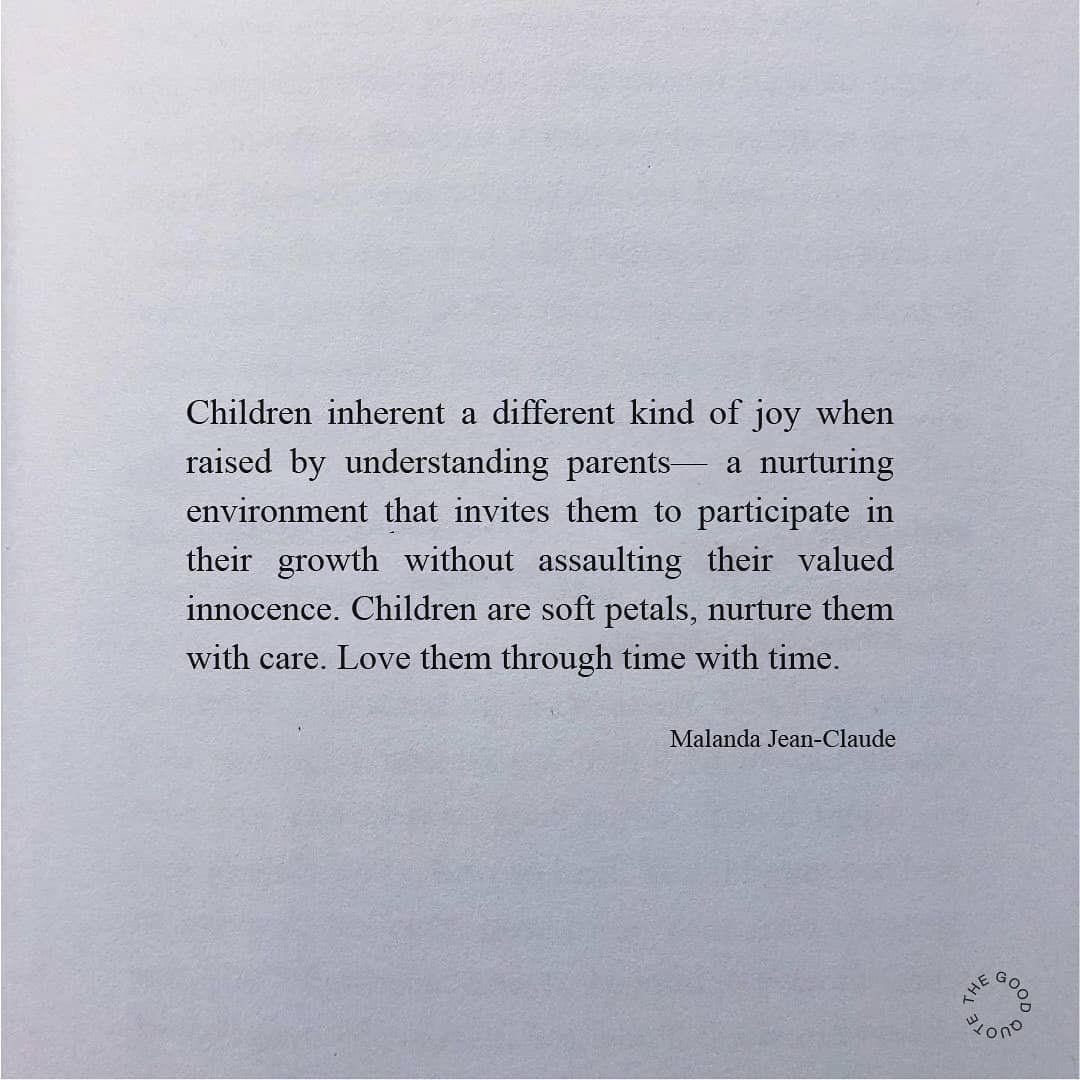 Children inherent a different kind of joy when
raised by understanding parents— a nurturing
environment that invites them to participate in
their growth without assaulting their valued
innocence. Children are soft petals, nurture them
with care. Love them through time with time.
Malanda Jean-Claude
THE GOOD QUOTE